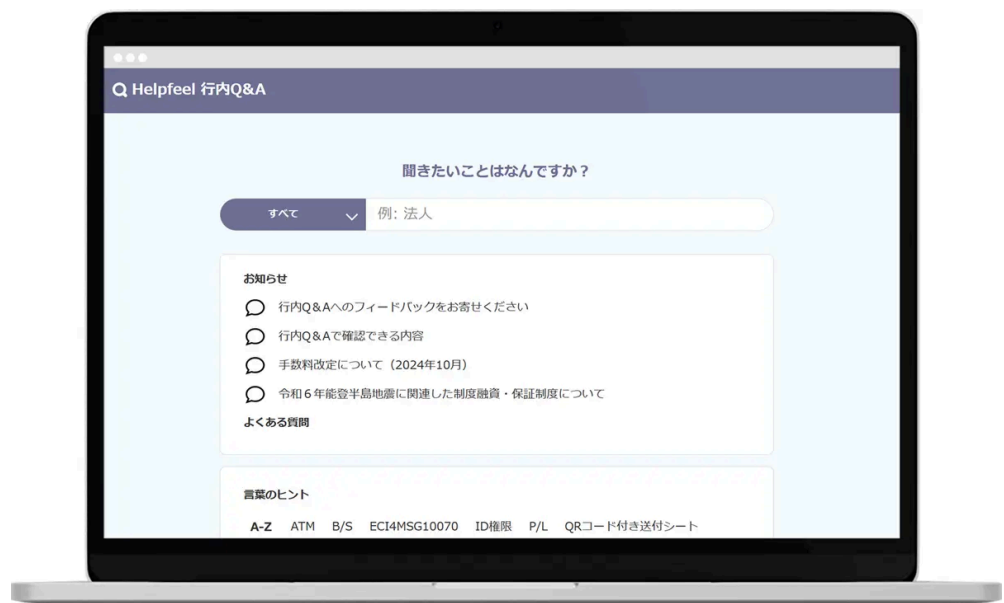 Helpfeel 行内Q&A
聞きたいことはなんですか？
すべて
例: 法人
お知らせ
行内Q&Aへのフィードバックをお寄せください
行内Q&Aで確認できる内容
手数料改定について（2024年10月）
令和６年能登半島地震に関連した制度融資・保証制度について
よくある質問
言葉のヒント
A-Z ATM B/S ECI4MSG10070 ID権限 P/L QRコード付き送付シート